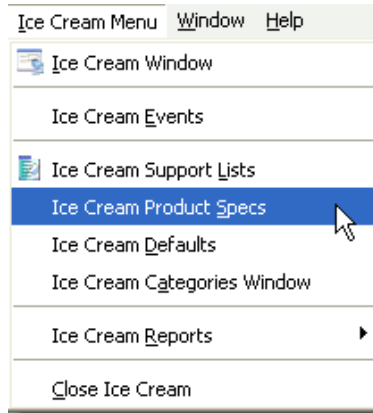 Ice Cream Menu Window Help
Ice Cream Window
Ice Cream Events
Ice Cream Support Lists
Ice Cream Product Specs
Ice Cream Defaults
Ice Cream Categories Window
Ice Cream Reports
Close Ice Cream